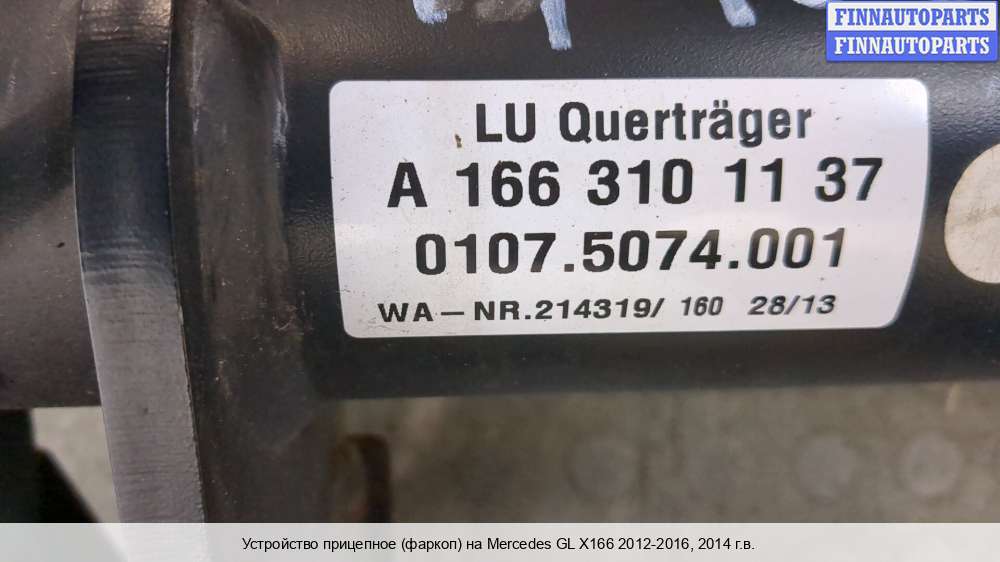 FINNAUTOPARTS
FINNAUTOPARTS
LU Querträger
A 166 310 11 37
0107.5074.001
WA – NR.214319/ 160 28/13
Устройство прицепное (фаркоп) на Mercedes GL X166 2012-2016, 2014 г.в.